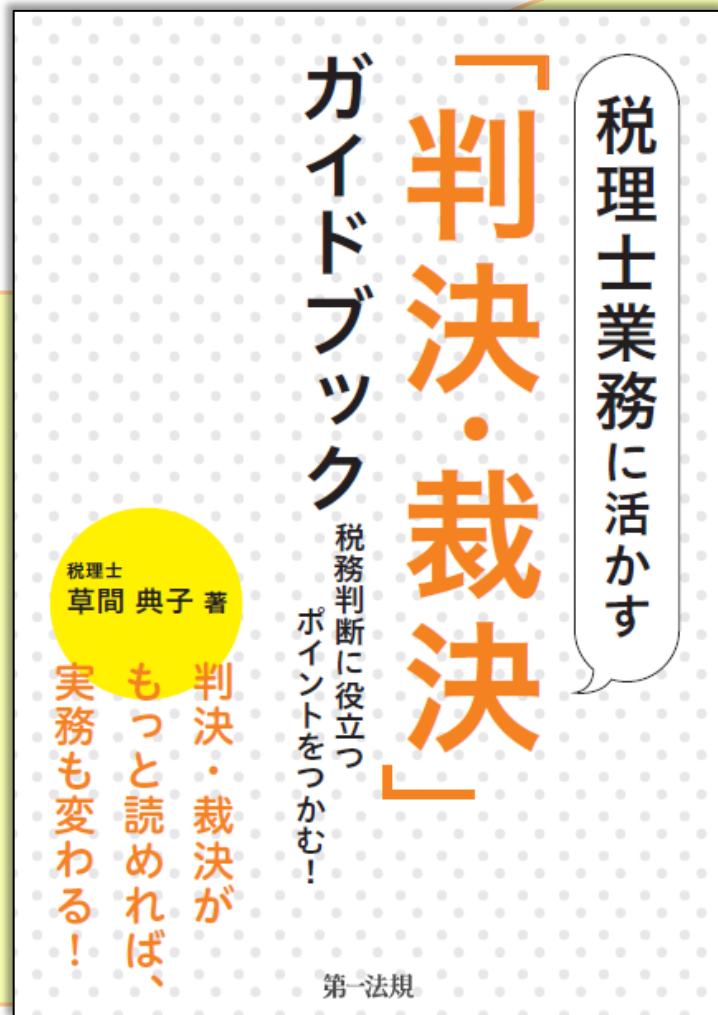 税理士業務に活かす
「判決・裁決」
ガイドブック
税務判断に役立つ
ポイントをつかむ！
税理士
草間 典子 著
判決・裁決が
もっと読めれば、
実務も変わる！
第一法規